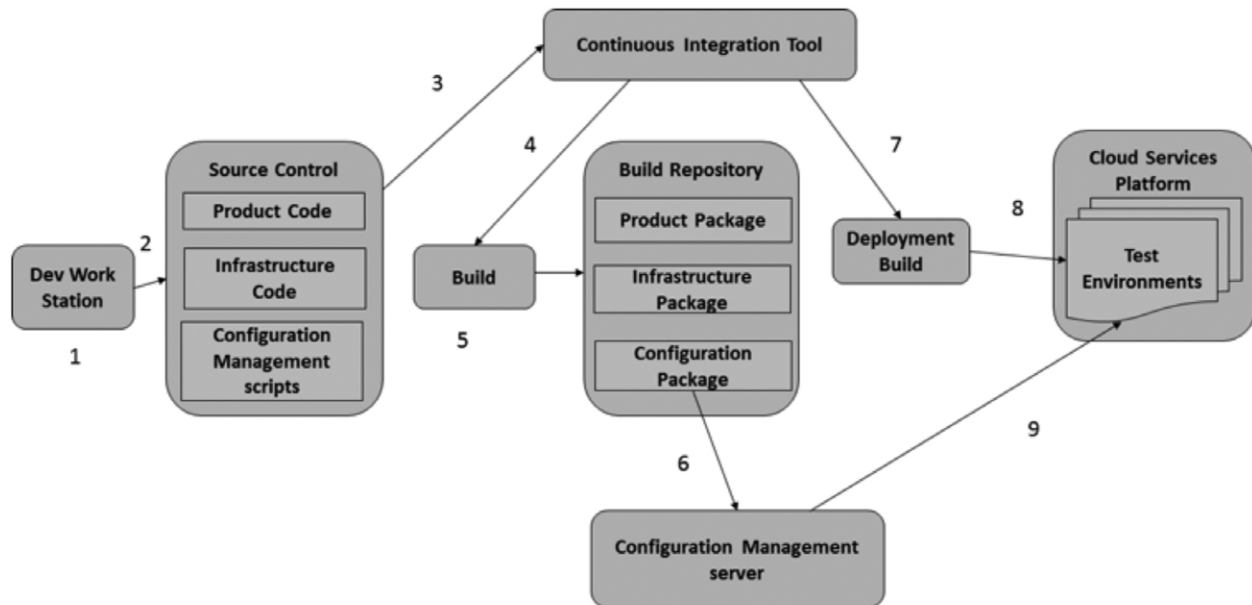 Continuous Integration Tool
3
4
7
Source Control
Product Code
Infrastructure
Code
Configuration
Management
scripts
Build Repository
Product Package
Infrastructure
Package
Configuration
Package
Cloud Services
Platform
Test
Environments
8
Deployment
Build
2
Dev Work
Station
1
Build
5
6
9
Configuration Management
server